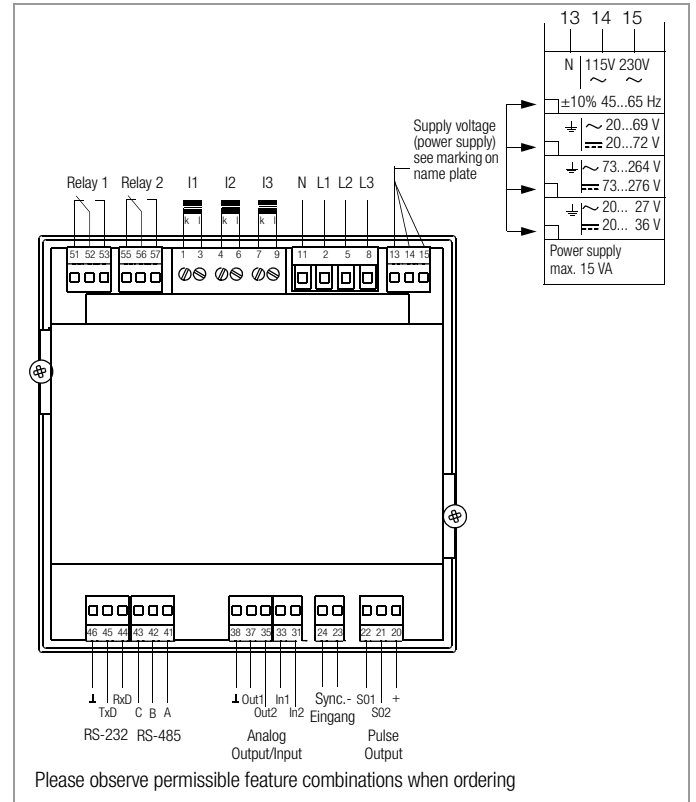 13 14 15
N 115V 230V
∼ ∼
±10% 45...65 Hz
⏚ ∼ 20...69 V
⎓ 20...72 V
⏚ ∼ 73...264 V
⎓ 73...276 V
⏚ ∼ 20... 27 V
⎓ 20... 36 V
Power supply
max. 15 VA
Supply voltage
(power supply)
see marking on
name plate
Relay 1 Relay 2 I1 I2 I3 N L1 L2 L3
k l k l k l
51 52 53 55 56 57 1 3 4 6 7 9 11 2 5 8 13 14 15
46 45 44 43 42 41 38 37 35 33 31 24 23 22 21 20
⊥ TxD RxD C B A ⊥ Out1 Out2 In1 In2 Sync.- Eingang S01 S02 +
RS-232 RS-485 Analog Output/Input Pulse Output
Please observe permissible feature combinations when ordering